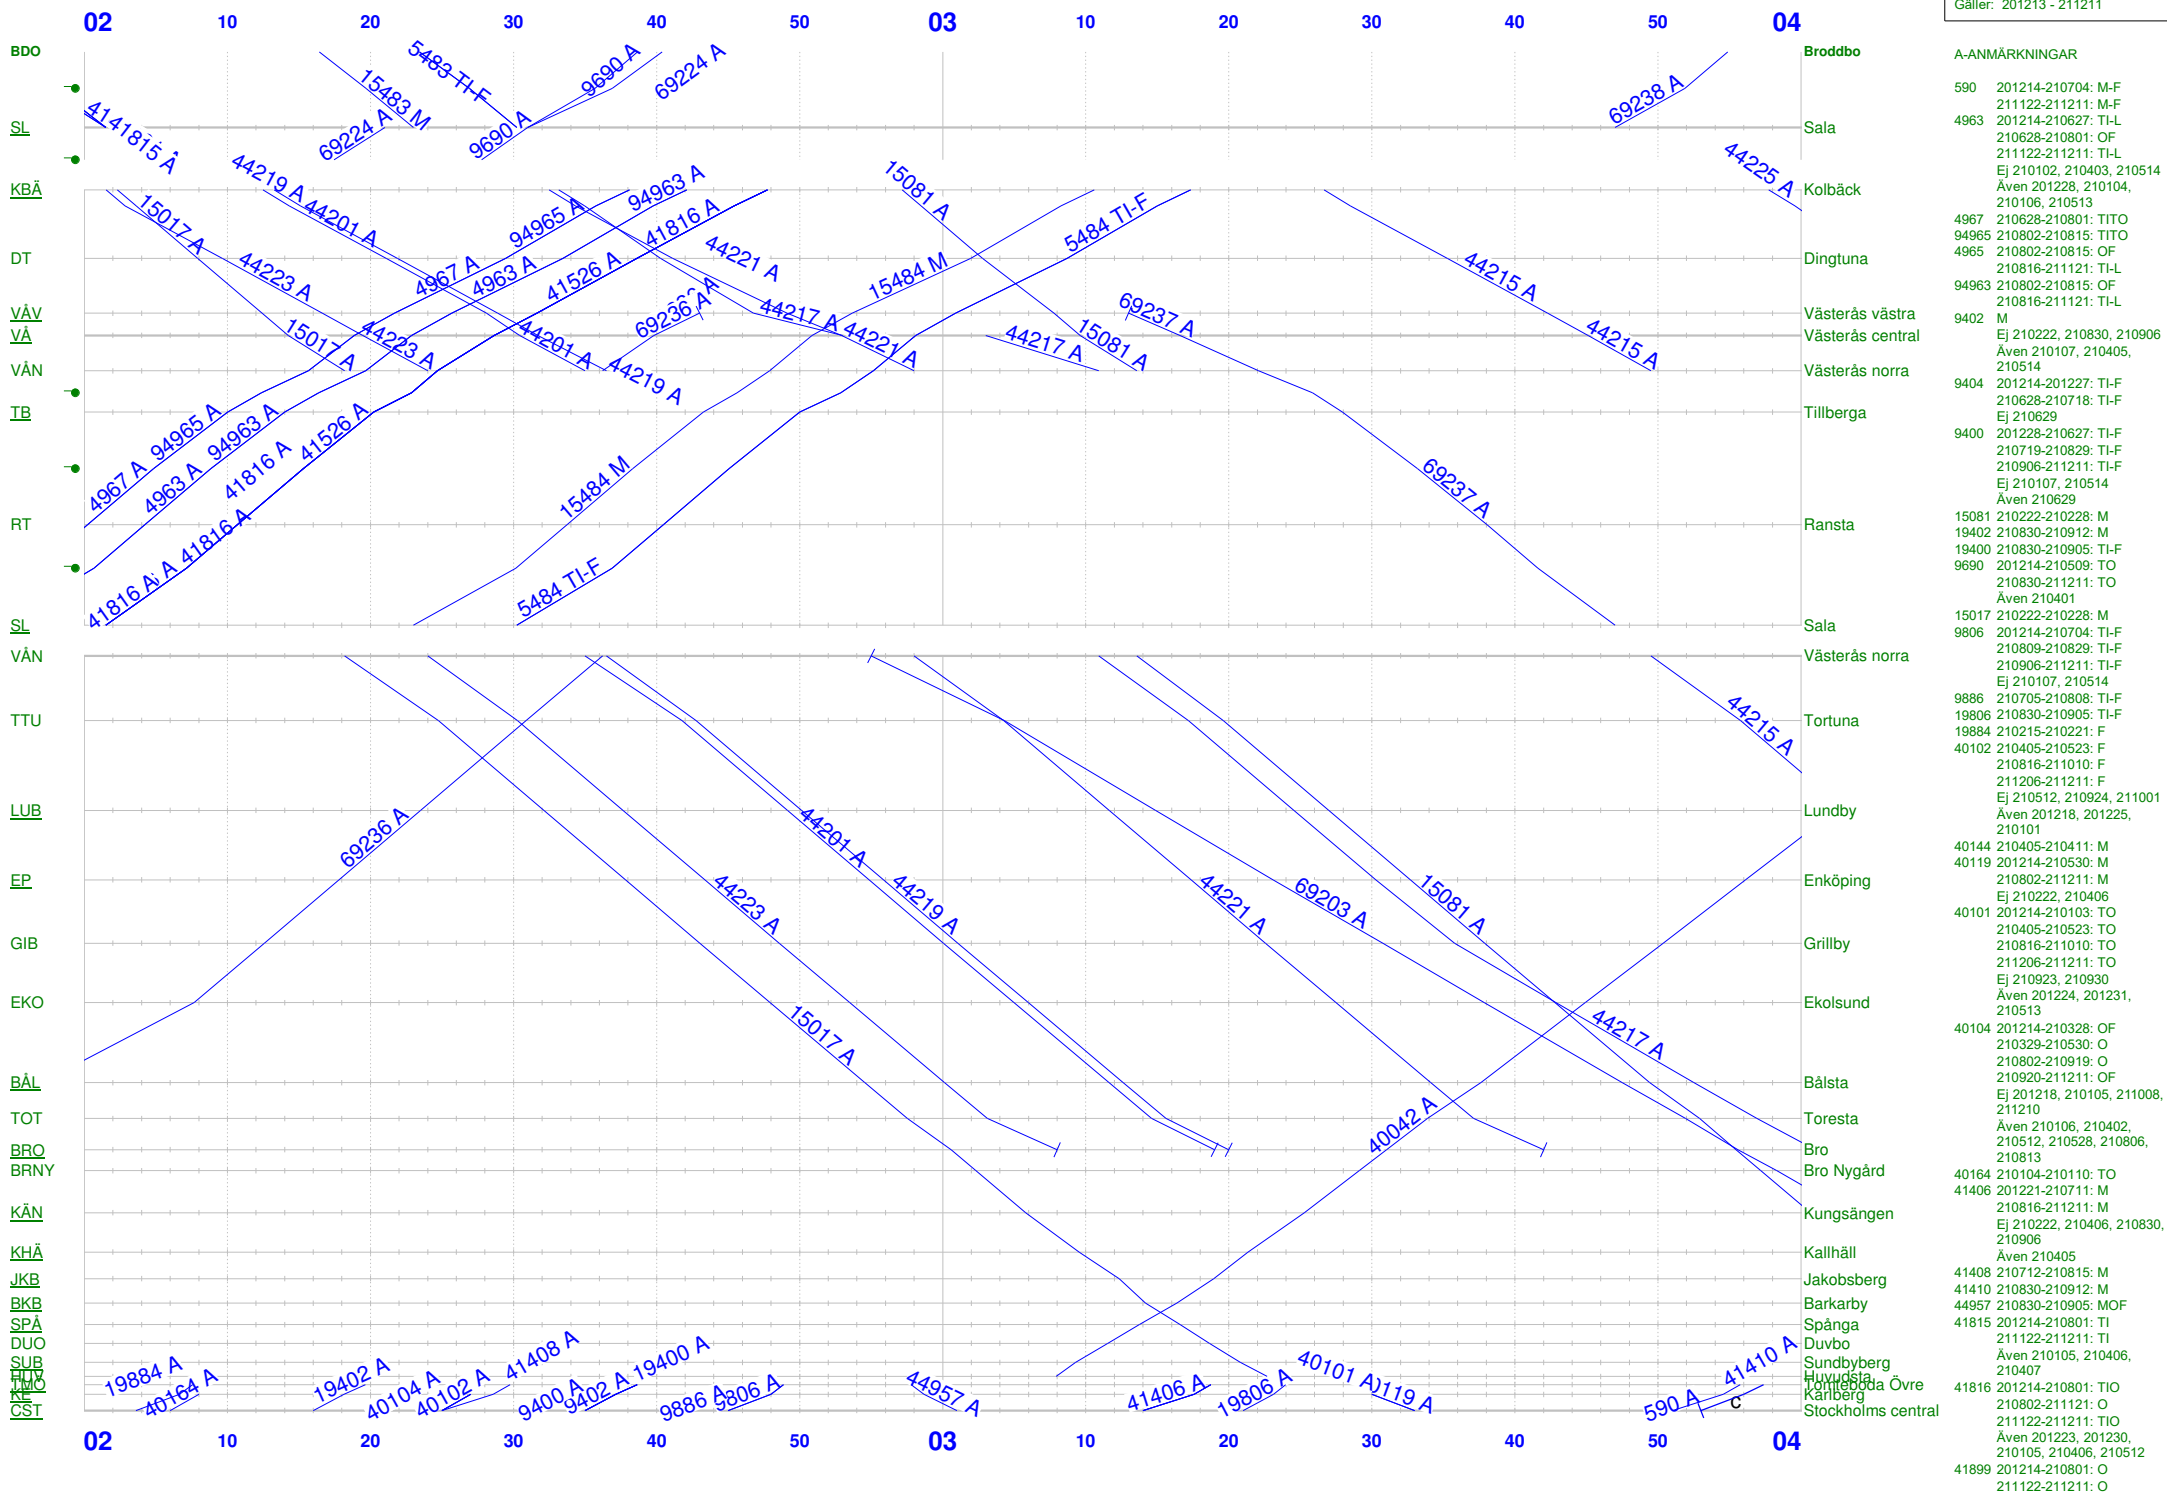 Gäller: 201213 - 211211
02 10 20 30 40 50 03 10 20 30 40 50 04
BDO
Broddbo
SL
Sala
KBÄ
Kolbäck
DT
Dingtuna
VÅV
Västerås västra
VÅ
Västerås central
VÅN
Västerås norra
TB
Tillberga
RT
Ransta
SL
Sala
5483 TI-F
15483 M
9690 A
69224 A
69224 A
9690 A
69238 A
41815 A
44219 A
44201 A
15017 A
44223 A
94965 A
94963 A
41816 A
4967 A
4963 A
41526 A
44221 A
15081 A
5484 TI-F
15484 M
44225 A
44215 A
69236 A
44217 A
44221 A
69237 A
15017 A
44223 A
44201 A
44219 A
44217 A
15081 A
44215 A
4967 A
94965 A
4963 A
94963 A
41816 A
41526 A
15484 M
69237 A
41816 A
41816 A
5484 TI-F
VÅN
Västerås norra
TTU
Tortuna
LUB
Lundby
EP
Enköping
GIB
Grillby
EKO
Ekolsund
BÅL
Bålsta
TOT
Toresta
BRO
Bro
BRNY
Bro Nygård
KÄN
Kungsängen
KHÄ
Kallhäll
JKB
Jakobsberg
BKB
Barkarby
SPÅ
Spånga
DUO
Duvbo
SUB
Sundbyberg
HUV
Huvudsta
TMÖ
Tomteboda Övre
KE
Karlberg
CST
Stockholms central
44215 A
69236 A
44201 A
44223 A
44219 A
44221 A
69203 A
15081 A
15017 A
44217 A
40042 A
19884 A
40164 A
19402 A
40104 A
40102 A
41408 A
9400 A
9402 A
19400 A
9886 A
9806 A
44957 A
41406 A
19806 A
40101 A
590 A
41410 A
C
02 10 20 30 40 50 03 10 20 30 40 50 04
A-ANMÄRKNINGAR
590 201214-210704: M-F
211122-211211: M-F
4963 201214-210627: TI-L
210628-210801: OF
211122-211211: TI-L
Ej 210102, 210403, 210514
Även 201228, 210104,
210106, 210513
4967 210628-210801: TITO
94965 210802-210815: TITO
4965 210802-210815: OF
210816-211121: TI-L
94963 210802-210815: OF
210816-211121: TI-L
9402 M
Ej 210222, 210830, 210906
Även 210107, 210405,
210514
9404 201214-201227: TI-F
210628-210718: TI-F
Ej 210629
9400 201228-210627: TI-F
210719-210829: TI-F
210906-211211: TI-F
Ej 210107, 210514
Även 210629
15081 210222-210228: M
19402 210830-210912: M
19400 210830-210905: TI-F
9690 201214-210509: TO
210830-211211: TO
Även 210401
15017 210222-210228: M
9806 201214-210704: TI-F
210809-210829: TI-F
210906-211211: TI-F
Ej 210107, 210514
9886 210705-210808: TI-F
19806 210830-210905: TI-F
19884 210215-210221: F
40102 210405-210523: F
210816-211010: F
211206-211211: F
Ej 210512, 210924, 211001
Även 201218, 201225,
210101
40144 210405-210411: M
40119 201214-210530: M
210802-211211: M
Ej 210222, 210406
40101 201214-210103: TO
210405-210523: TO
210816-211010: TO
211206-211211: TO
Ej 210923, 210930
Även 201224, 201231,
210513
40104 201214-210328: OF
210329-210530: O
210802-210919: O
210920-211211: OF
Ej 201218, 210105, 211008,
211210
Även 210106, 210402,
210512, 210528, 210806,
210813
40164 210104-210110: TO
41406 201221-210711: M
210816-211211: M
Ej 210222, 210406, 210830,
210906
Även 210405
41408 210712-210815: M
41410 210830-210912: M
44957 210830-210905: MOF
41815 201214-210801: TI
211122-211211: TI
Även 210105, 210406,
210407
41816 201214-210801: TIO
210802-211121: O
211122-211211: TIO
Även 201223, 201230,
210105, 210406, 210512
41899 201214-210801: O
211122-211211: O